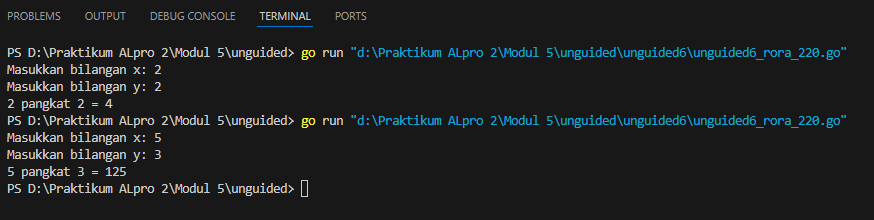 PROBLEMS OUTPUT DEBUG CONSOLE TERMINAL PORTS
PS D:\Praktikum ALpro 2\Modul 5\unguided> go run "d:\Praktikum ALpro 2\Modul 5\unguided\unguided6\unguided6_rora_220.go"
Masukkan bilangan x: 2
Masukkan bilangan y: 2
2 pangkat 2 = 4
PS D:\Praktikum ALpro 2\Modul 5\unguided> go run "d:\Praktikum ALpro 2\Modul 5\unguided\unguided6\unguided6_rora_220.go"
Masukkan bilangan x: 5
Masukkan bilangan y: 3
5 pangkat 3 = 125
PS D:\Praktikum ALpro 2\Modul 5\unguided>